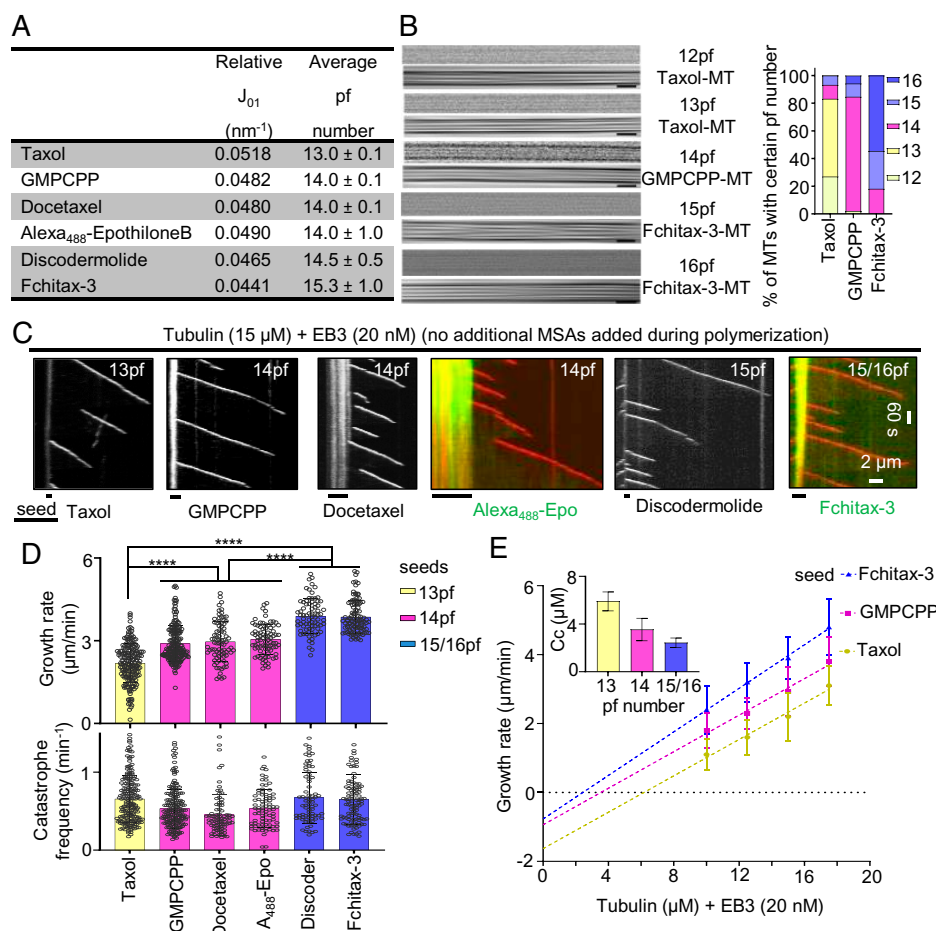 A
Relative Average
J01 pf
(nm-1) number
Taxol 0.0518 13.0 ± 0.1
GMPCPP 0.0482 14.0 ± 0.1
Docetaxel 0.0480 14.0 ± 0.1
Alexa488-EpothiloneB 0.0490 14.0 ± 1.0
Discodermolide 0.0465 14.5 ± 0.5
Fchitax-3 0.0441 15.3 ± 1.0
B
12pf
Taxol-MT
13pf
Taxol-MT
14pf
GMPCPP-MT
15pf
Fchitax-3-MT
16pf
Fchitax-3-MT
% of MTs with certain pf number
100
80
60
40
20
0
Taxol
GMPCPP
Fchitax-3
16
15
14
13
12
C
Tubulin (15 µM) + EB3 (20 nM) (no additional MSAs added during polymerization)
13pf
14pf
14pf
14pf
15pf
15/16pf
60 s
2 µm
seed
Taxol
GMPCPP
Docetaxel
Alexa488-Epo
Discodermolide
Fchitax-3
D
****
****
****
Growth rate
(µm/min)
6
3
0
seeds
13pf
14pf
15/16pf
Catastrophe
frequency (min-1)
1
0
Taxol
GMPCPP
Docetaxel
A488-Epo
Discoder
Fchitax-3
E
Growth rate (µm/min)
6
4
2
0
-2
0 4 8 12 16 20
Tubulin (µM) + EB3 (20 nM)
Cc (µM)
8
4
0
13 14 15/16
pf number
seed
Fchitax-3
GMPCPP
Taxol